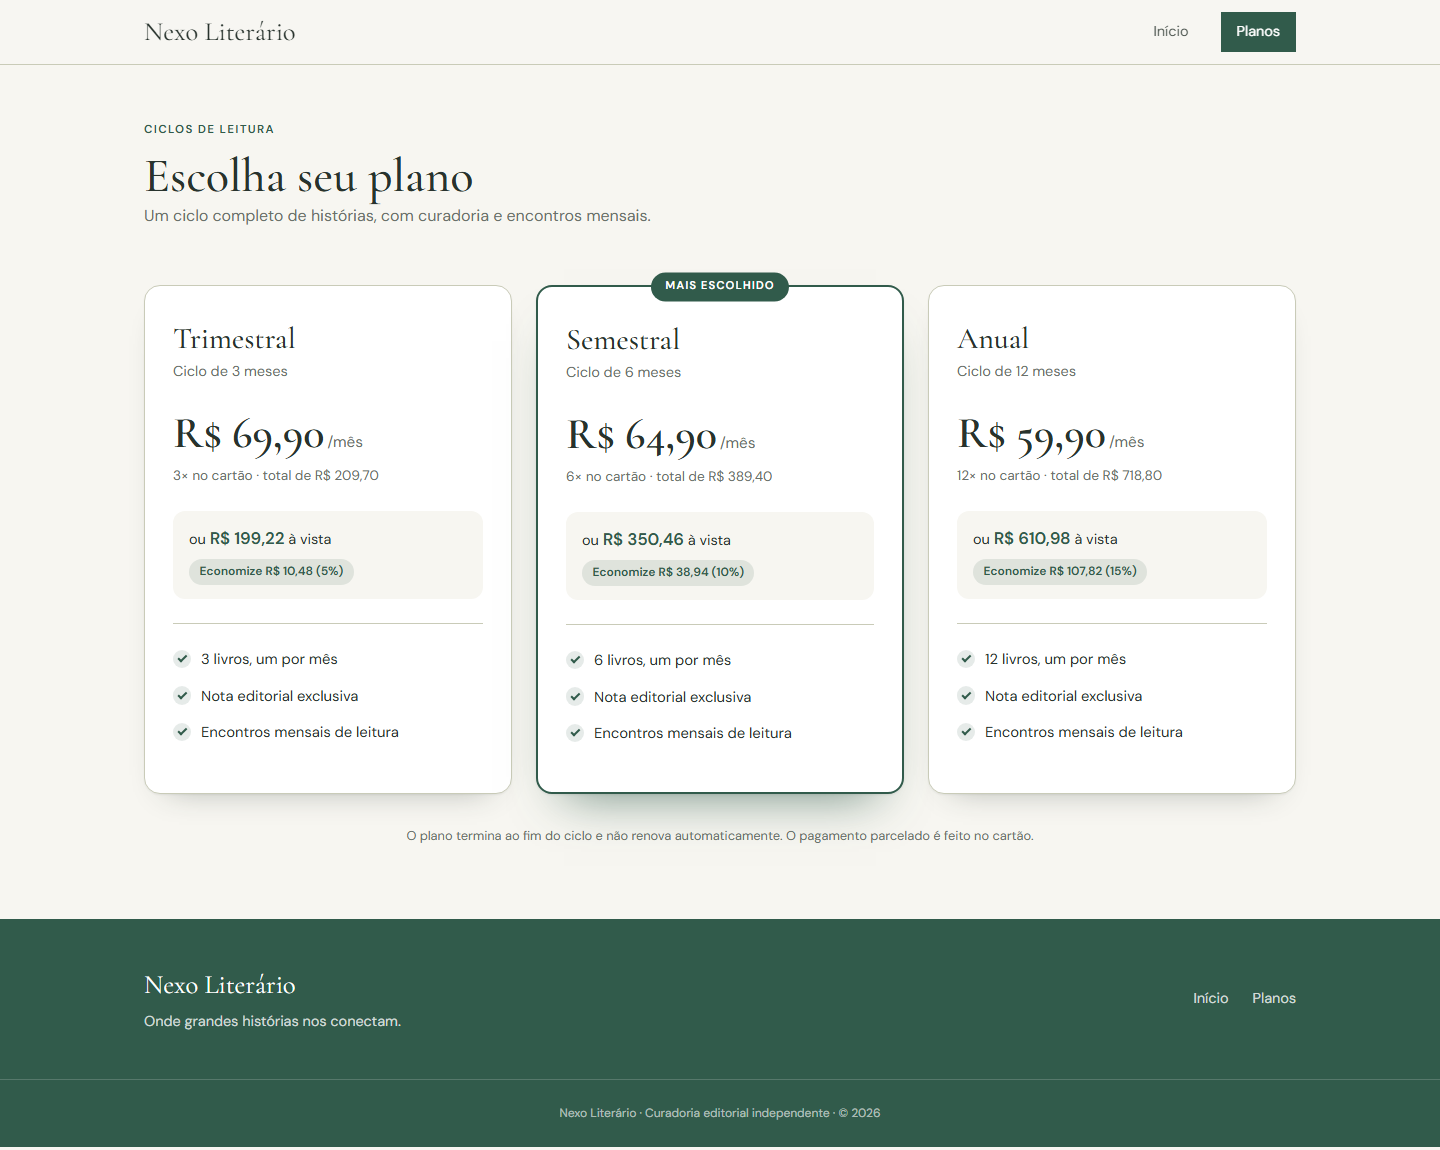 Nexo Literário
Início
Planos
CICLOS DE LEITURA
Escolha seu plano
Um ciclo completo de histórias, com curadoria e encontros mensais.
Trimestral
Ciclo de 3 meses
R$ 69,90 /mês
3× no cartão · total de R$ 209,70
ou R$ 199,22 à vista
Economize R$ 10,48 (5%)
3 livros, um por mês
Nota editorial exclusiva
Encontros mensais de leitura
MAIS ESCOLHIDO
Semestral
Ciclo de 6 meses
R$ 64,90 /mês
6× no cartão · total de R$ 389,40
ou R$ 350,46 à vista
Economize R$ 38,94 (10%)
6 livros, um por mês
Nota editorial exclusiva
Encontros mensais de leitura
Anual
Ciclo de 12 meses
R$ 59,90 /mês
12× no cartão · total de R$ 718,80
ou R$ 610,98 à vista
Economize R$ 107,82 (15%)
12 livros, um por mês
Nota editorial exclusiva
Encontros mensais de leitura
O plano termina ao fim do ciclo e não renova automaticamente. O pagamento parcelado é feito no cartão.
Nexo Literário
Onde grandes histórias nos conectam.
Início
Planos
Nexo Literário · Curadoria editorial independente · © 2026